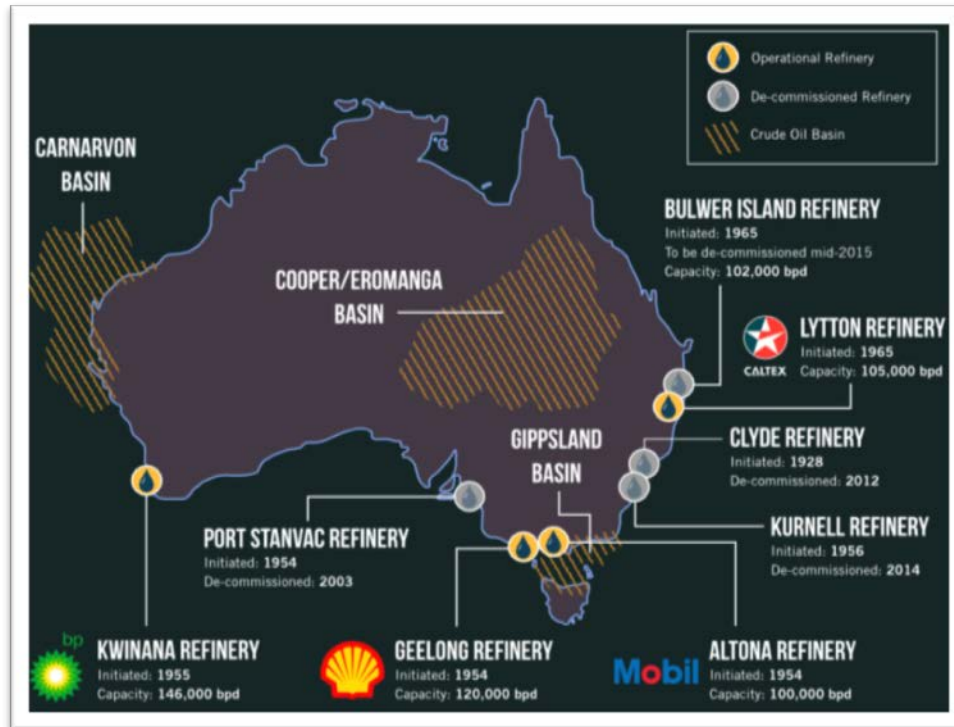 Operational Refinery
De-commissioned Refinery
Crude Oil Basin
CARNARVON
BASIN
COOPER/EROMANGA
BASIN
GIPPSLAND
BASIN
BULWER ISLAND REFINERY
Initiated: 1965
To be de-commissioned mid-2015
Capacity: 102,000 bpd
CALTEX
LYTTON REFINERY
Initiated: 1965
Capacity: 105,000 bpd
CLYDE REFINERY
Initiated: 1928
De-commissioned: 2012
KURNELL REFINERY
Initiated: 1956
De-commissioned: 2014
PORT STANVAC REFINERY
Initiated: 1954
De-commissioned: 2003
bp
KWINANA REFINERY
Initiated: 1955
Capacity: 146,000 bpd
GEELONG REFINERY
Initiated: 1954
Capacity: 120,000 bpd
Mobil
ALTONA REFINERY
Initiated: 1954
Capacity: 100,000 bpd